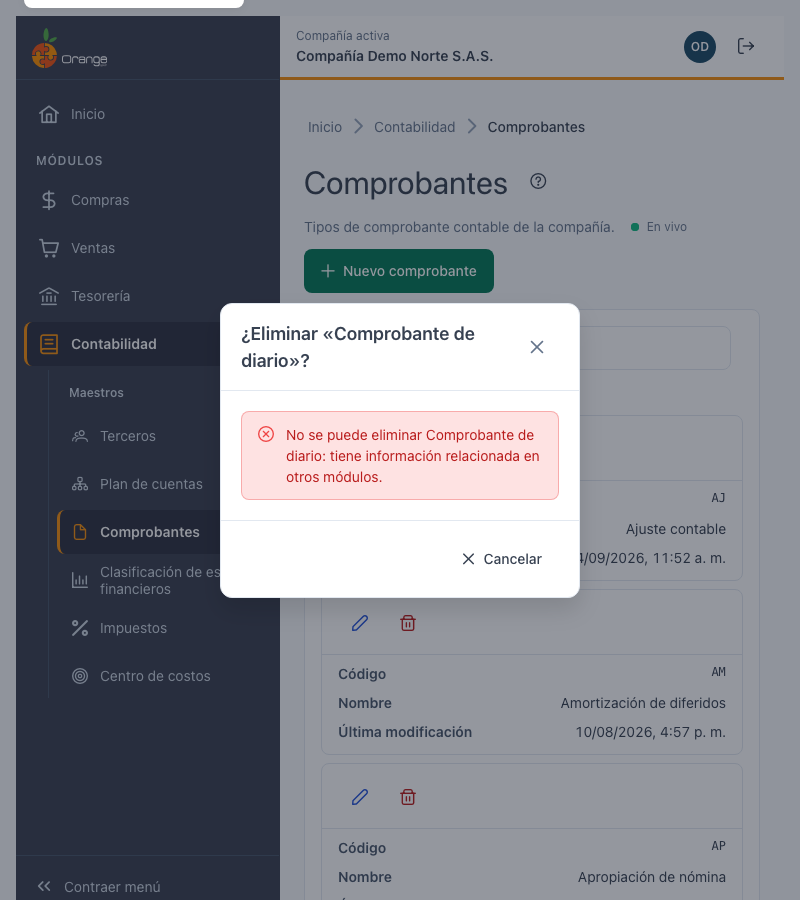 Orange
Compañía activa
Compañía Demo Norte S.A.S.
OD
Inicio
MÓDULOS
Compras
Ventas
Tesorería
Contabilidad
Maestros
Terceros
Plan de cuentas
Comprobantes
Clasificación de es
financieros
Impuestos
Centro de costos
Contraer menú
Inicio
Contabilidad
Comprobantes
Comprobantes
Tipos de comprobante contable de la compañía.
En vivo
Nuevo comprobante
¿Eliminar «Comprobante de
diario»?
No se puede eliminar Comprobante de
diario: tiene información relacionada en
otros módulos.
Cancelar
AJ
Ajuste contable
4/09/2026, 11:52 a. m.
Código AM
Nombre Amortización de diferidos
Última modificación 10/08/2026, 4:57 p. m.
Código AP
Nombre Apropiación de nómina